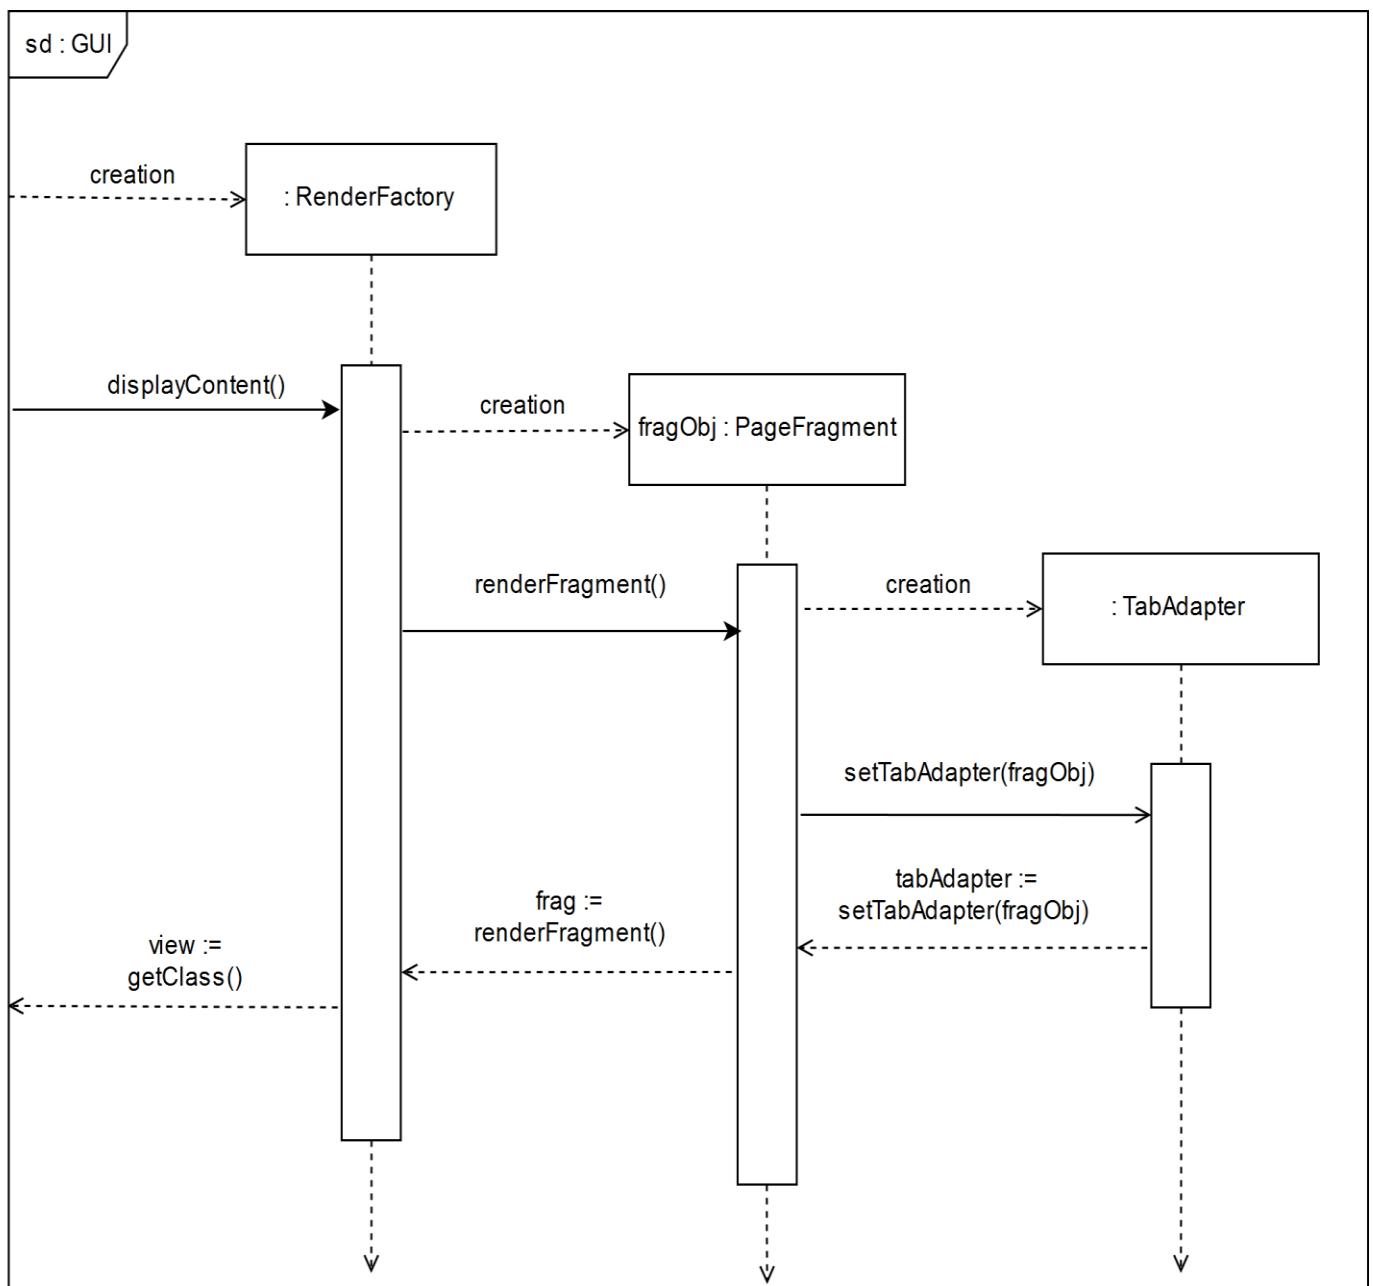 sd : GUI
creation
: RenderFactory
displayContent()
creation
fragObj : PageFragment
renderFragment()
creation
: TabAdapter
setTabAdapter(fragObj)
tabAdapter :=
setTabAdapter(fragObj)
frag :=
renderFragment()
view :=
getClass()